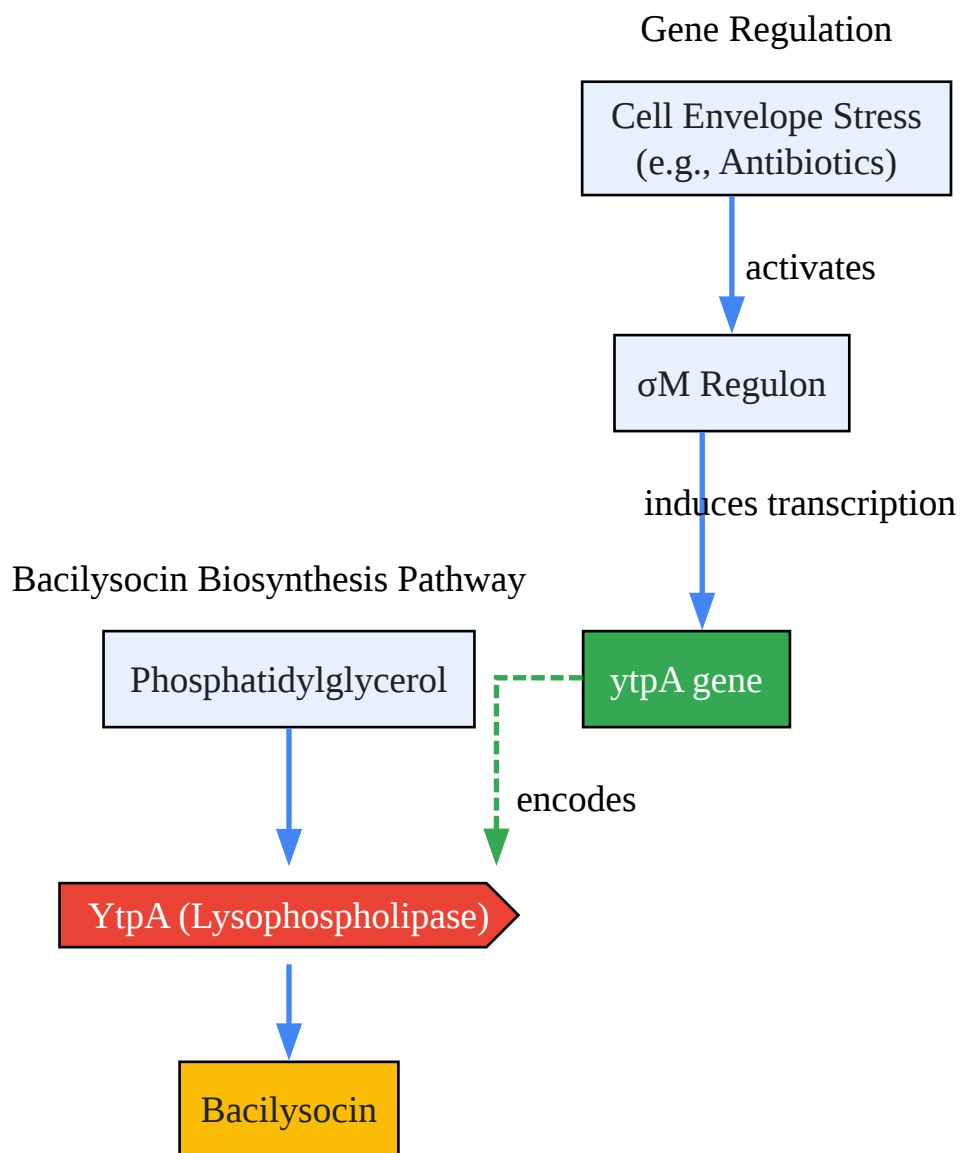 Gene Regulation
Cell Envelope Stress
(e.g., Antibiotics)
activates
σM Regulon
induces transcription
Bacilysocin Biosynthesis Pathway
Phosphatidylglycerol
ytpA gene
encodes
YtpA (Lysophospholipase)
Bacilysocin